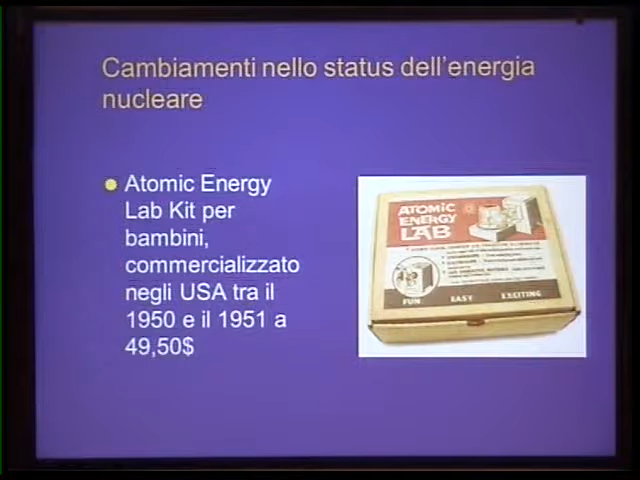 Cambiamenti nello status dell'energia
nucleare
Atomic Energy
Lab Kit per
bambini,
commercializzato
negli USA tra il
1950 e il 1951 a
49,50$
ATOMIC
ENERGY
LAB
FUN EASY EXCITING